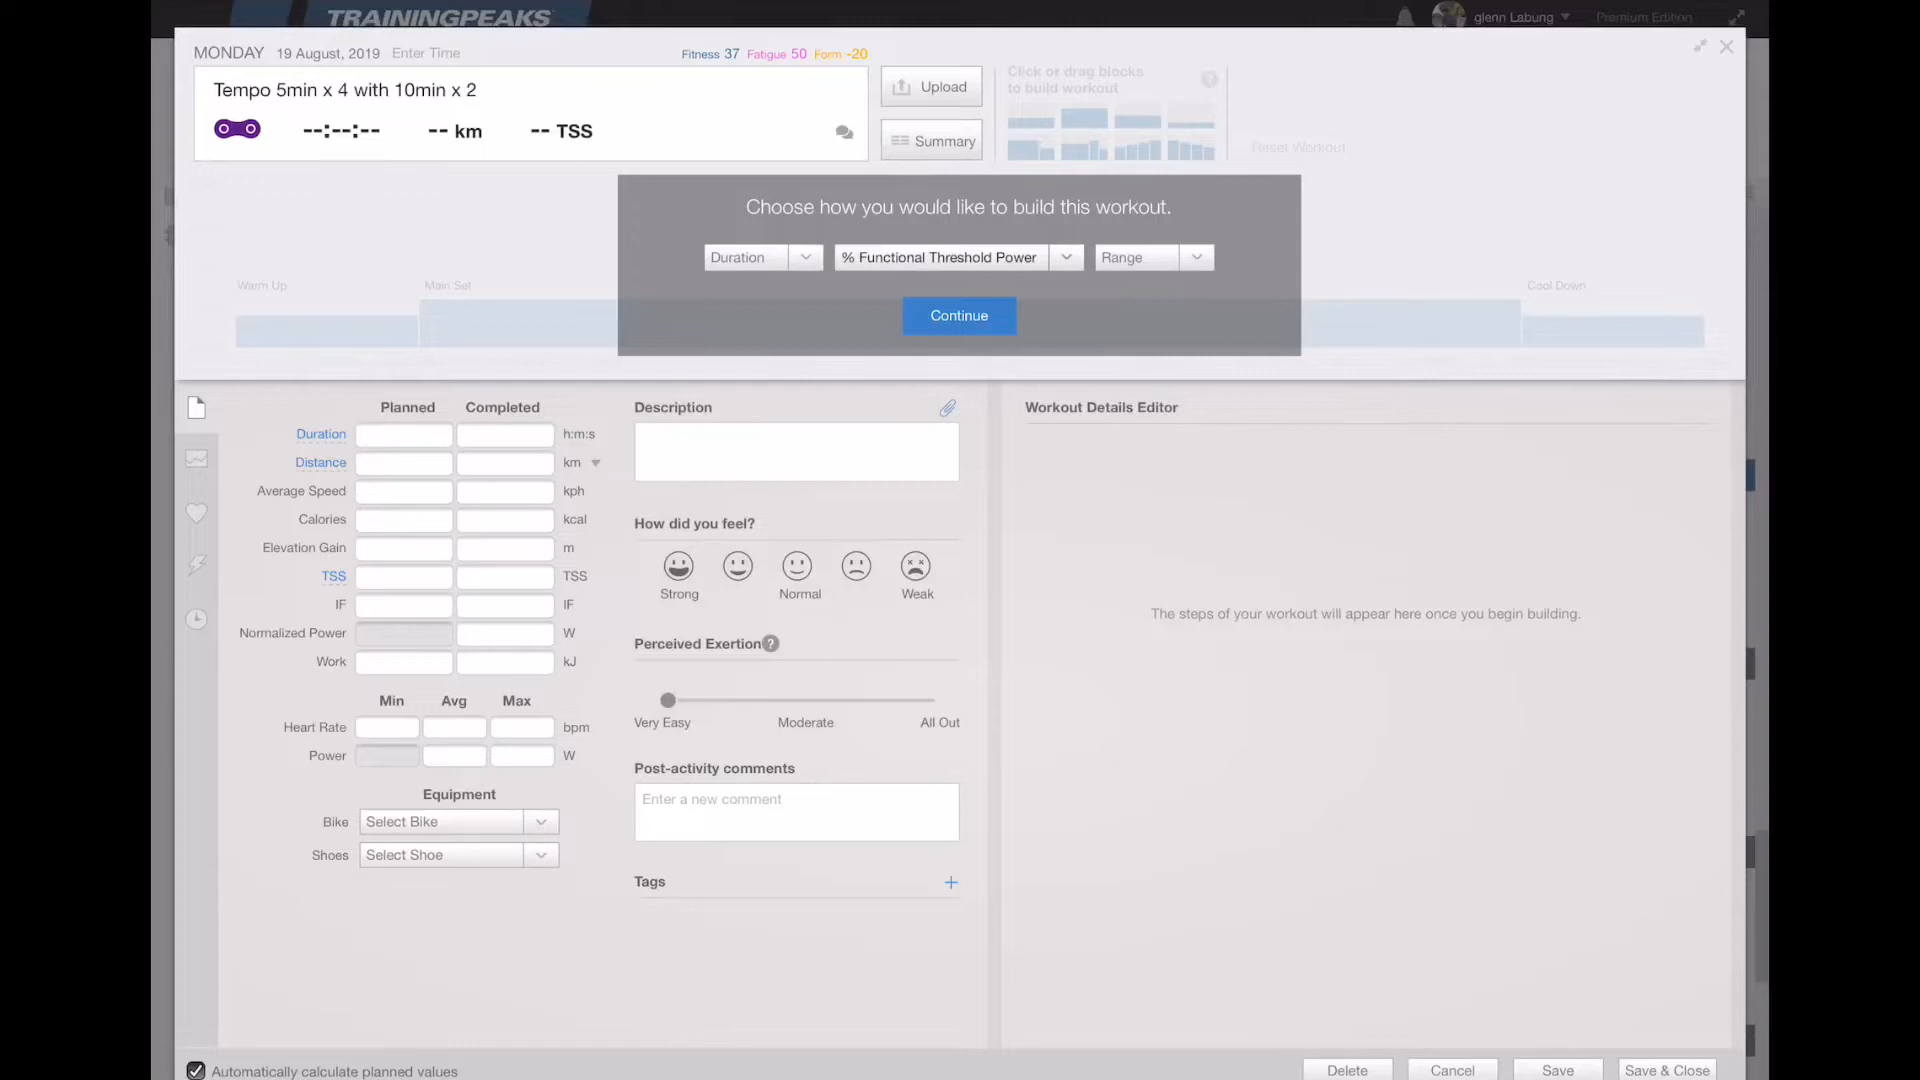 TRAININGPEAKS
glenn Labung
Premium Edition
MONDAY 19 August, 2019 Enter Time
Fitness 37 Fatigue 50 Form -20
Tempo 5min x 4 with 10min x 2
--:--:-- -- km -- TSS
Upload
Summary
Click or drag blocks
to build workout
Reset Workout
Choose how you would like to build this workout.
Duration
% Functional Threshold Power
Range
Continue
Warm Up
Main Set
Cool Down
Planned Completed
Duration h:m:s
Distance km
Average Speed kph
Calories kcal
Elevation Gain m
TSS TSS
IF IF
Normalized Power W
Work kJ
Min Avg Max
Heart Rate bpm
Power W
Equipment
Bike Select Bike
Shoes Select Shoe
Description
How did you feel?
Strong Normal Weak
Perceived Exertion ?
Very Easy Moderate All Out
Post-activity comments
Enter a new comment
Tags +
Workout Details Editor
The steps of your workout will appear here once you begin building.
Automatically calculate planned values
Delete Cancel Save Save & Close